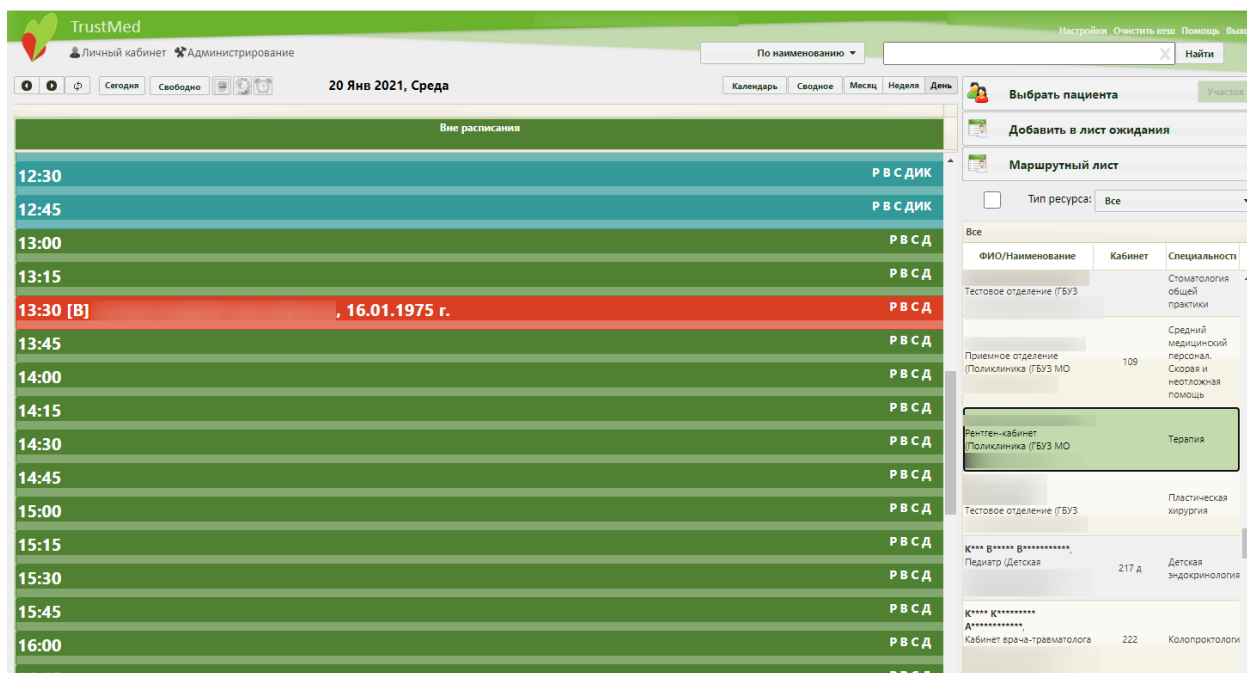 TrustMed
Настройки Очистить кеш Помощь
Личный кабинет Администрирование
По наименованию
Найти
Сегодня Свободно
20 Янв 2021, Среда
Календарь Сводное Месяц Неделя День
Вне расписания
12:30 Р В С Д И К
12:45 Р В С Д И К
13:00 Р В С Д
13:15 Р В С Д
13:30 [В] , 16.01.1975 г. Р В С Д
13:45 Р В С Д
14:00 Р В С Д
14:15 Р В С Д
14:30 Р В С Д
14:45 Р В С Д
15:00 Р В С Д
15:15 Р В С Д
15:30 Р В С Д
15:45 Р В С Д
16:00 Р В С Д
Выбрать пациента
Участок
Добавить в лист ожидания
Маршрутный лист
Тип ресурса: Все
Все
ФИО/Наименование Кабинет
Тестовое отделение (ГБУЗ
Стоматология
общей
практики
Приемное отделение
(Поликлиника (ГБУЗ МО
109
Средний
медицинский
персонал.
Скорая и
неотложная
помощь
Рентген-кабинет
(Поликлиника (ГБУЗ МО
Терапия
Тестовое отделение (ГБУЗ
Пластическая
хирургия
К*** В***** В***********,
Педиатр (Детская
217 д
Детская
эндокринология
К**** К*********
А************,
Кабинет врача-травматолога
222